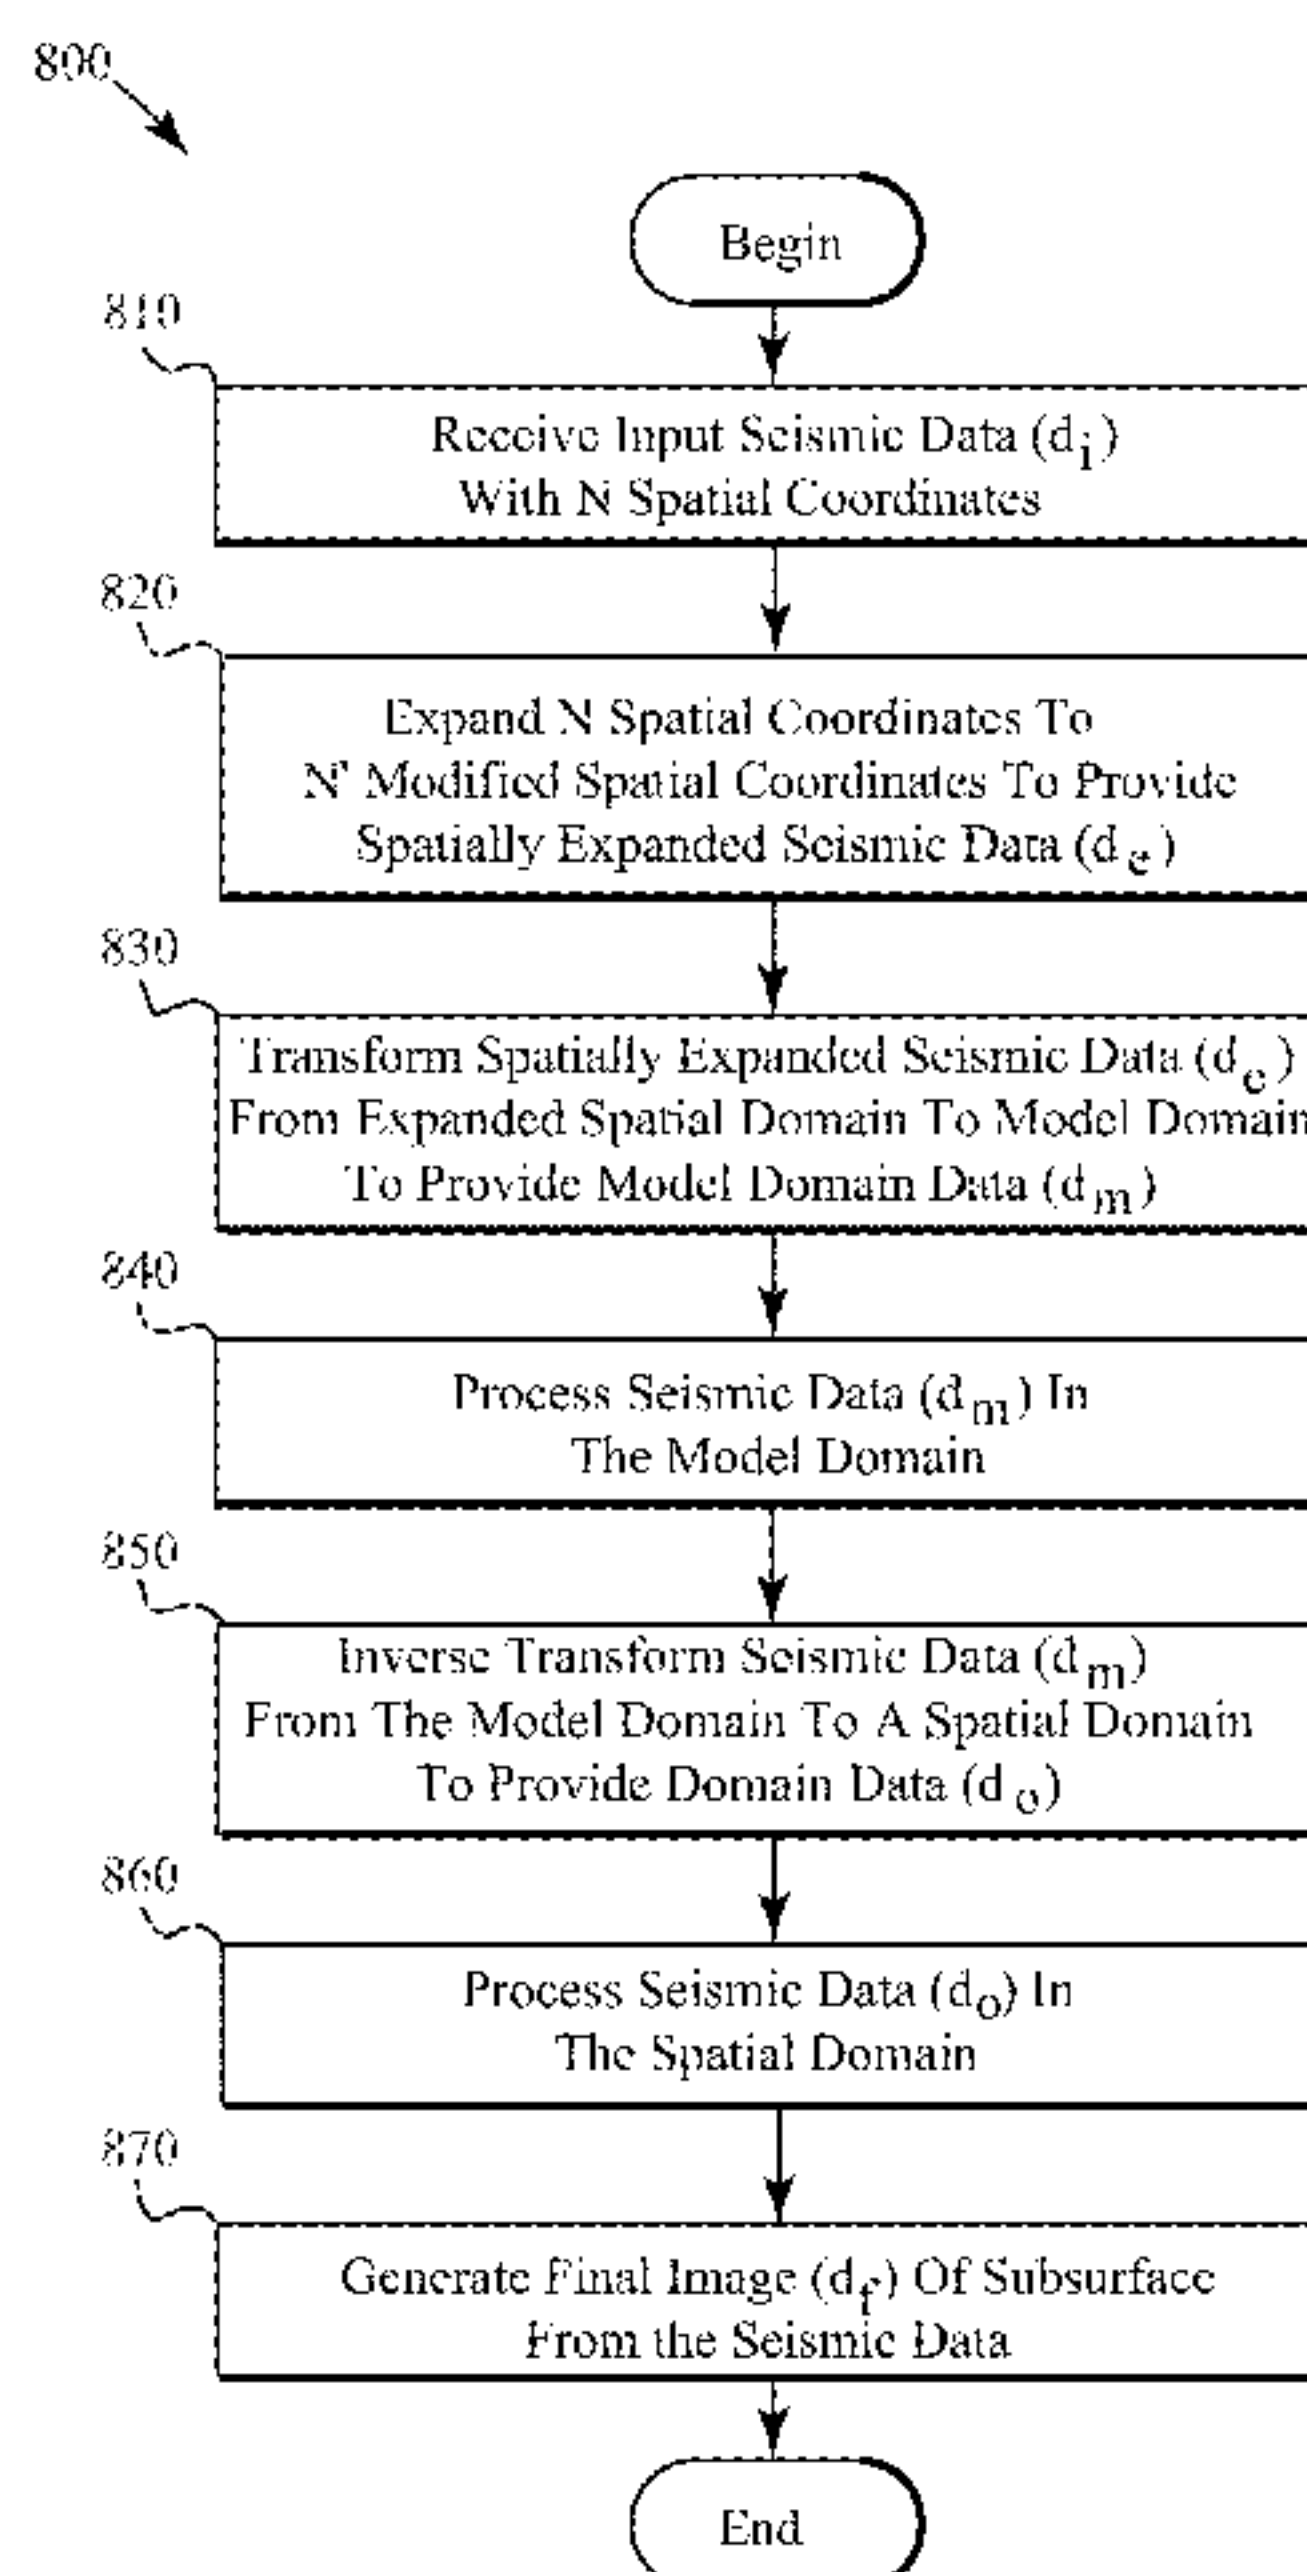 800
Begin
810
Receive Input Seismic Data (di)
With N Spatial Coordinates
820
Expand N Spatial Coordinates To
N' Modified Spatial Coordinates To Provide
Spatially Expanded Seismic Data (de)
830
Transform Spatially Expanded Seismic Data (de)
From Expanded Spatial Domain To Model Domain
To Provide Model Domain Data (dm)
840
Process Seismic Data (dm) In
The Model Domain
850
Inverse Transform Seismic Data (dm)
From The Model Domain To A Spatial Domain
To Provide Domain Data (do)
860
Process Seismic Data (do) In
The Spatial Domain
870
Generate Final Image (df) Of Subsurface
From the Seismic Data
End